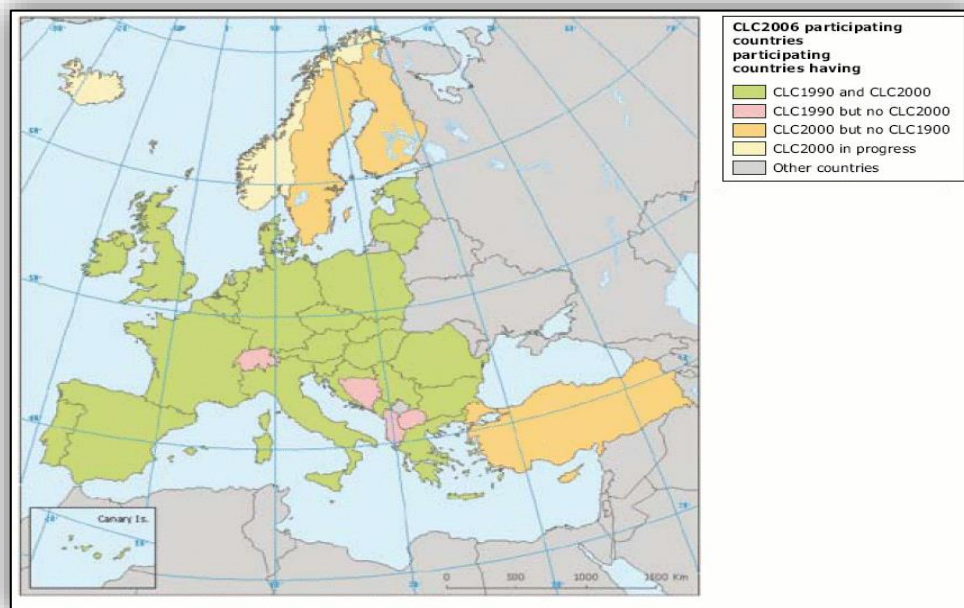 CLC2006 participating
countries
participating
countries having
CLC1990 and CLC2000
CLC1990 but no CLC2000
CLC2000 but no CLC1900
CLC2000 in progress
Other countries
Canary Is.
0 500 1000 1500 Km